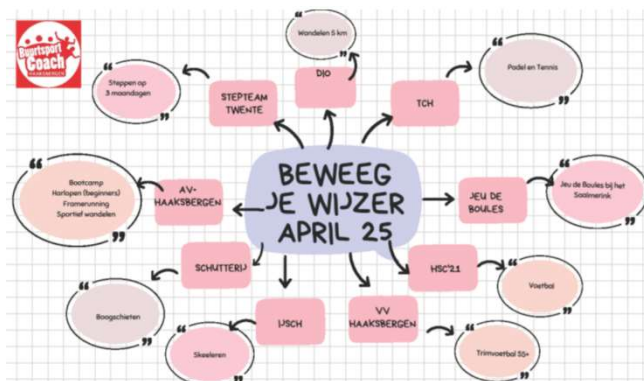 Buurtsport
Coach
HAAKSBERGEN
Wandelen 5 km
DIO
Steppen op
3 maandagen
STEPTEAM
TWENTE
TCH
Padel en Tennis
BEWEEG
JE WIJZER
APRIL 25
Bootcamp
Harlopen (beginners)
Framerunning
Sportief wandelen
AV-
HAAKSBERGEN
JEU DE
BOULES
Jeu de Boules bij het
Saalmerink
SCHUTTERIJ
Boogschieten
IJSCH
Skeeleren
VV
HAAKSBERGEN
Trimvoetbal 55+
HSC'21
Voetbal